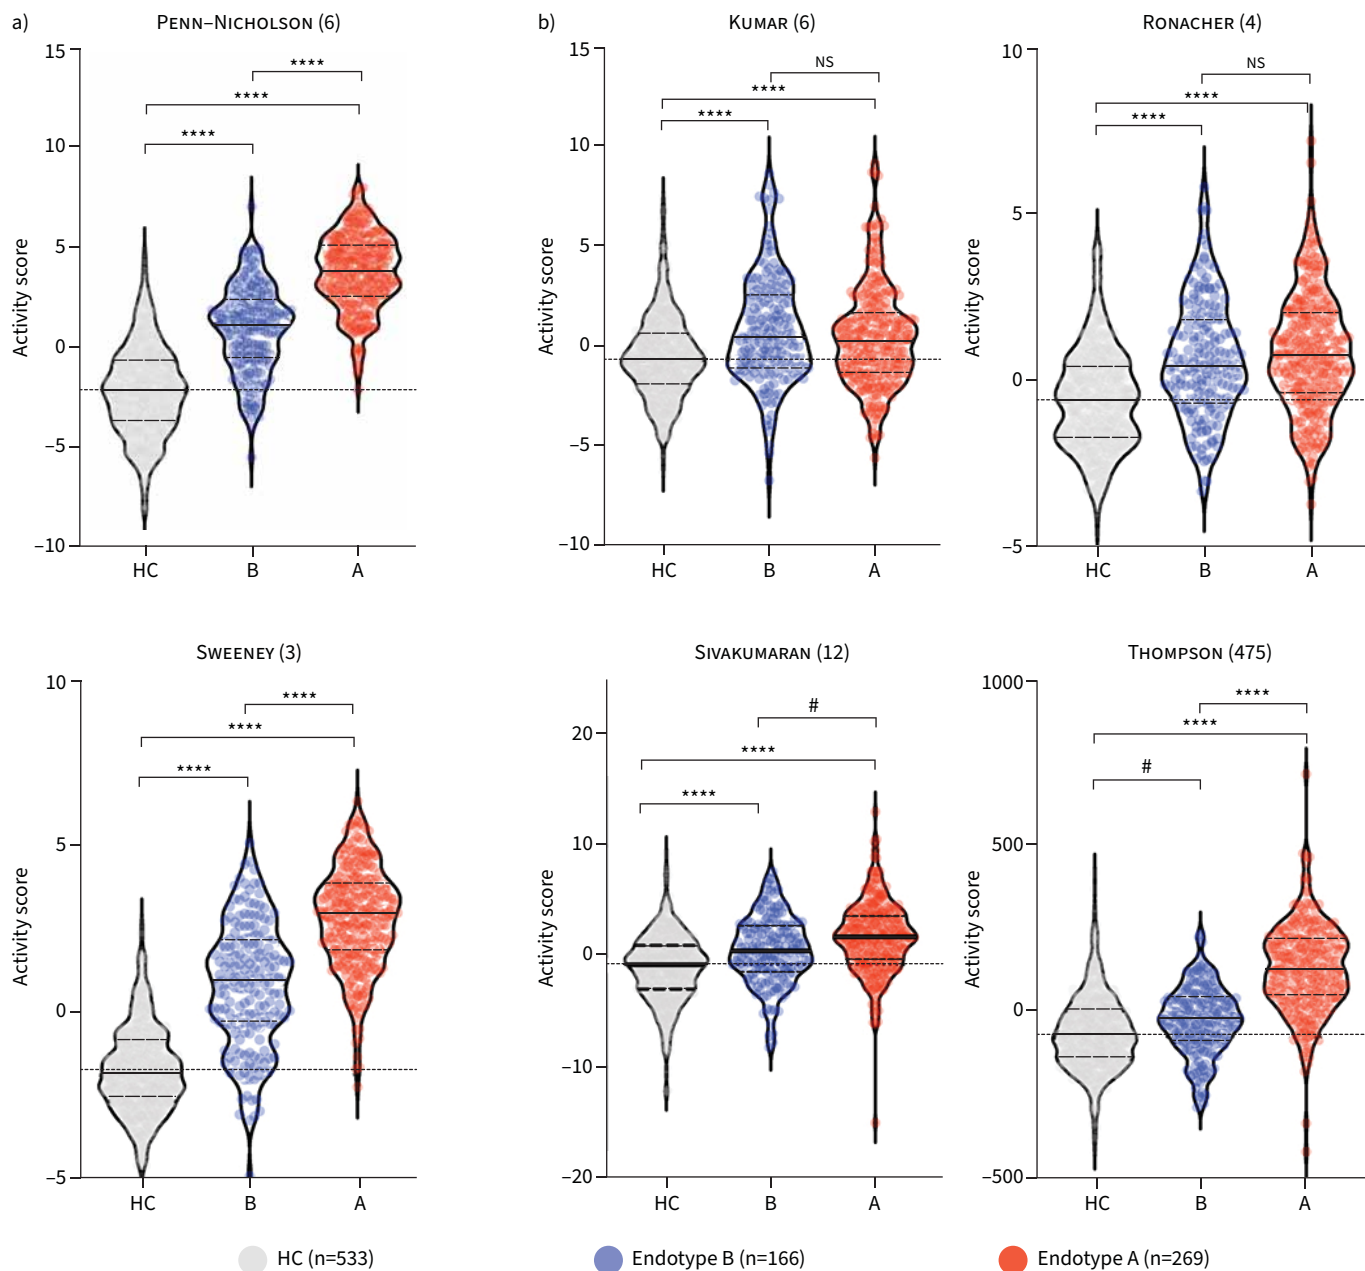 a)
PENN–NICHOLSON (6)
15
10
5
0
–5
–10
Activity score
****
****
****
HC
B
A
b)
KUMAR (6)
15
10
5
0
–5
–10
Activity score
NS
****
****
HC
B
A
RONACHER (4)
10
5
0
–5
Activity score
NS
****
****
HC
B
A
SWEENEY (3)
10
5
0
–5
Activity score
****
****
****
HC
B
A
SIVAKUMARAN (12)
20
10
0
–10
–20
Activity score
#
****
****
HC
B
A
THOMPSON (475)
1000
500
0
–500
Activity score
****
****
#
HC
B
A
HC (n=533)
Endotype B (n=166)
Endotype A (n=269)